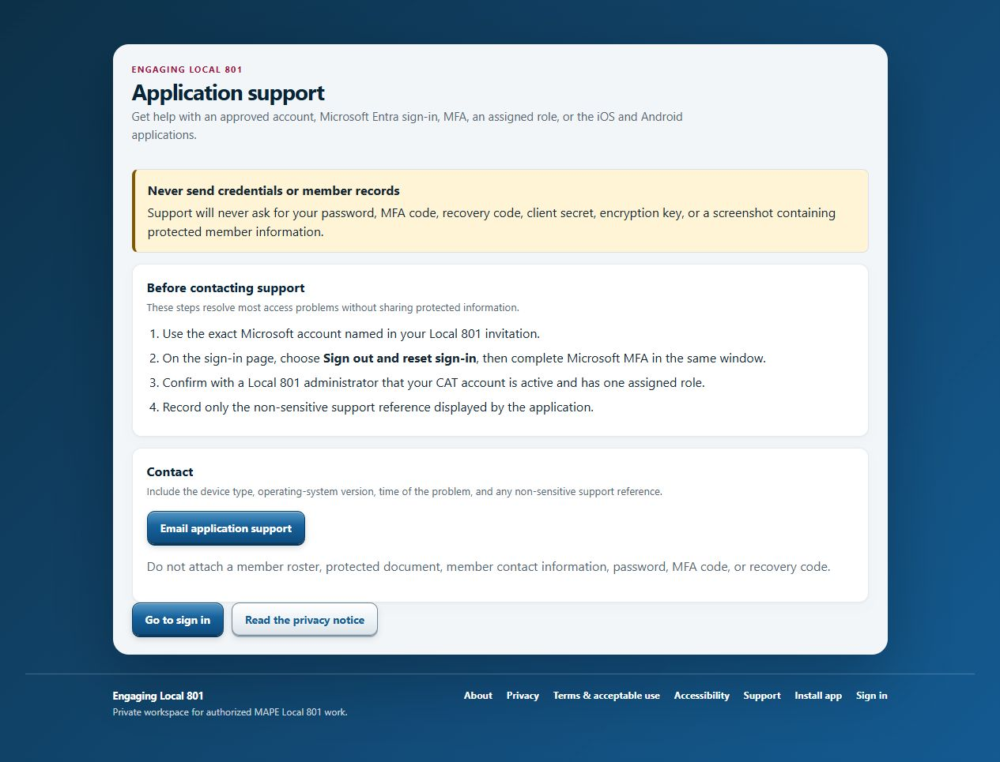 ENGAGING LOCAL 801
Application support
Get help with an approved account, Microsoft Entra sign-in, MFA, an assigned role, or the iOS and Android
applications.
Never send credentials or member records
Support will never ask for your password, MFA code, recovery code, client secret, encryption key, or a screenshot containing
protected member information.
Before contacting support
These steps resolve most access problems without sharing protected information.
1. Use the exact Microsoft account named in your Local 801 invitation.
2. On the sign-in page, choose Sign out and reset sign-in, then complete Microsoft MFA in the same window.
3. Confirm with a Local 801 administrator that your CAT account is active and has one assigned role.
4. Record only the non-sensitive support reference displayed by the application.
Contact
Include the device type, operating-system version, time of the problem, and any non-sensitive support reference.
Email application support
Do not attach a member roster, protected document, member contact information, password, MFA code, or recovery code.
Go to sign in Read the privacy notice
Engaging Local 801 About Privacy Terms & acceptable use Accessibility Support Install app Sign in
Private workspace for authorized MAPE Local 801 work.